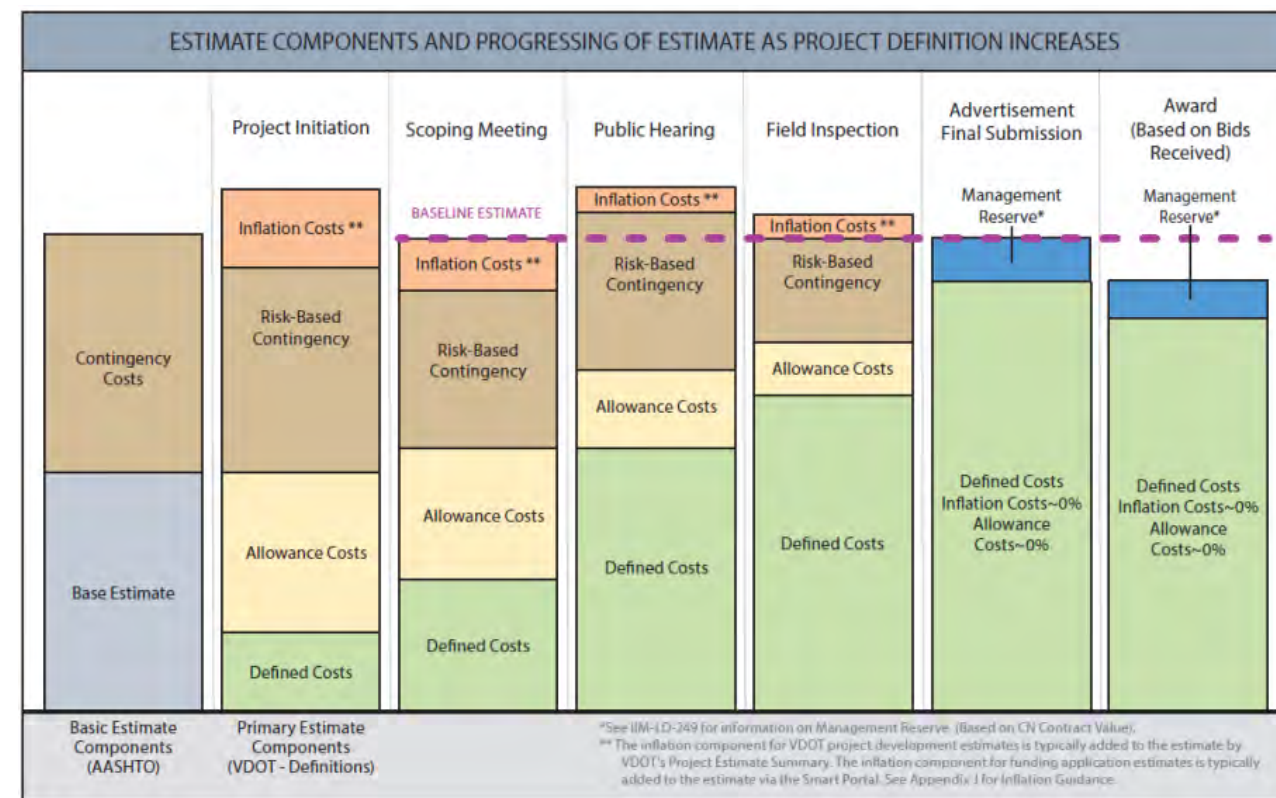 ESTIMATE COMPONENTS AND PROGRESSING OF ESTIMATE AS PROJECT DEFINITION INCREASES
Contingency
Costs
Base Estimate
Basic Estimate
Components
(AASHTO)
Project Initiation
Inflation Costs **
Risk-Based
Contingency
Allowance Costs
Defined Costs
Primary Estimate
Components
(VDOT - Definitions)
Scoping Meeting
BASELINE ESTIMATE
Inflation Costs **
Risk-Based
Contingency
Allowance Costs
Defined Costs
Public Hearing
Inflation Costs **
Risk-Based
Contingency
Allowance Costs
Defined Costs
Field Inspection
Inflation Costs **
Risk-Based
Contingency
Allowance Costs
Defined Costs
Advertisement
Final Submission
Management
Reserve*
Defined Costs
Inflation Costs~0%
Allowance
Costs~0%
Award
(Based on Bids
Received)
Management
Reserve*
Defined Costs
Inflation Costs~0%
Allowance
Costs~0%
*See IIM-LD-249 for information on Management Reserve. (Based on CN Contract Value).
** The inflation component for VDOT project development estimates is typically added to the estimate by
VDOT's Project Estimate Summary. The inflation component for funding application estimates is typically
added to the estimate via the Smart Portal. See Appendix J for Inflation Guidance.